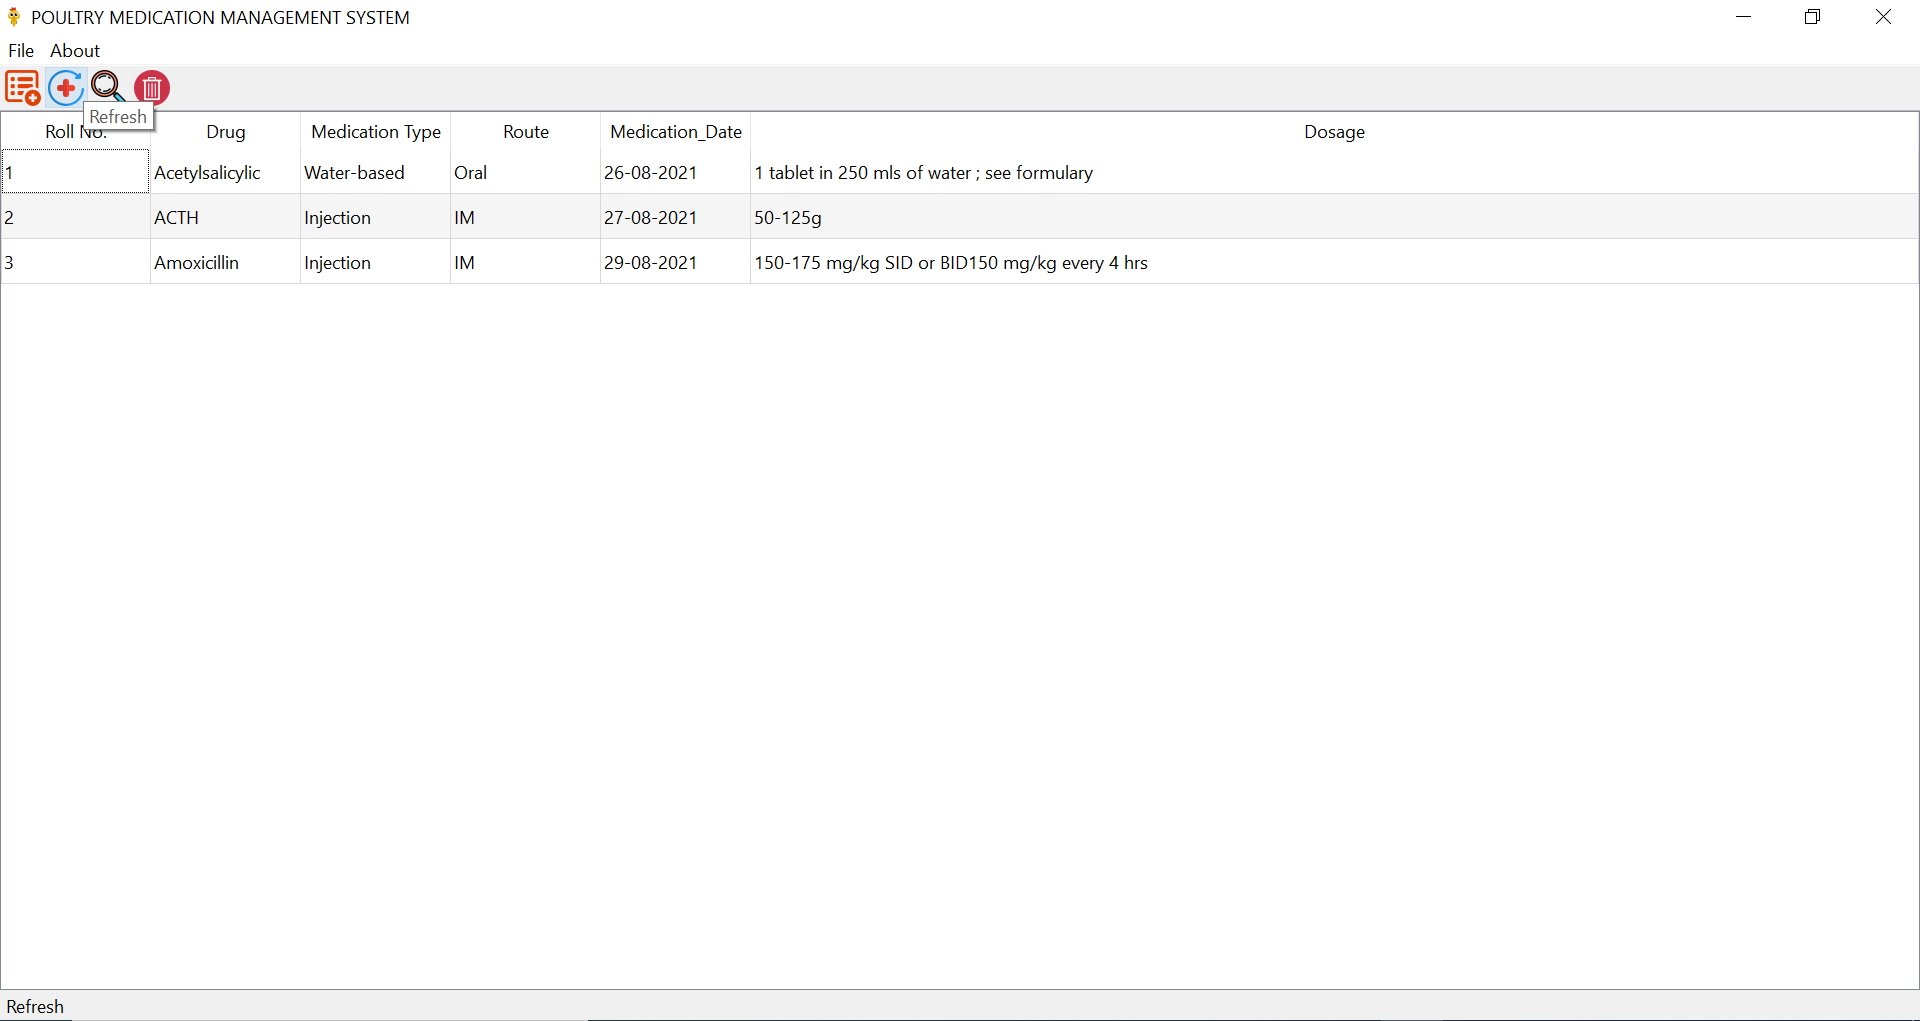 POULTRY MEDICATION MANAGEMENT SYSTEM
File About
Refresh
Roll No. Drug Medication Type Route Medication_Date Dosage
1 Acetylsalicylic Water-based Oral 26-08-2021 1 tablet in 250 mls of water ; see formulary
2 ACTH Injection IM 27-08-2021 50-125g
3 Amoxicillin Injection IM 29-08-2021 150-175 mg/kg SID or BID150 mg/kg every 4 hrs
Refresh